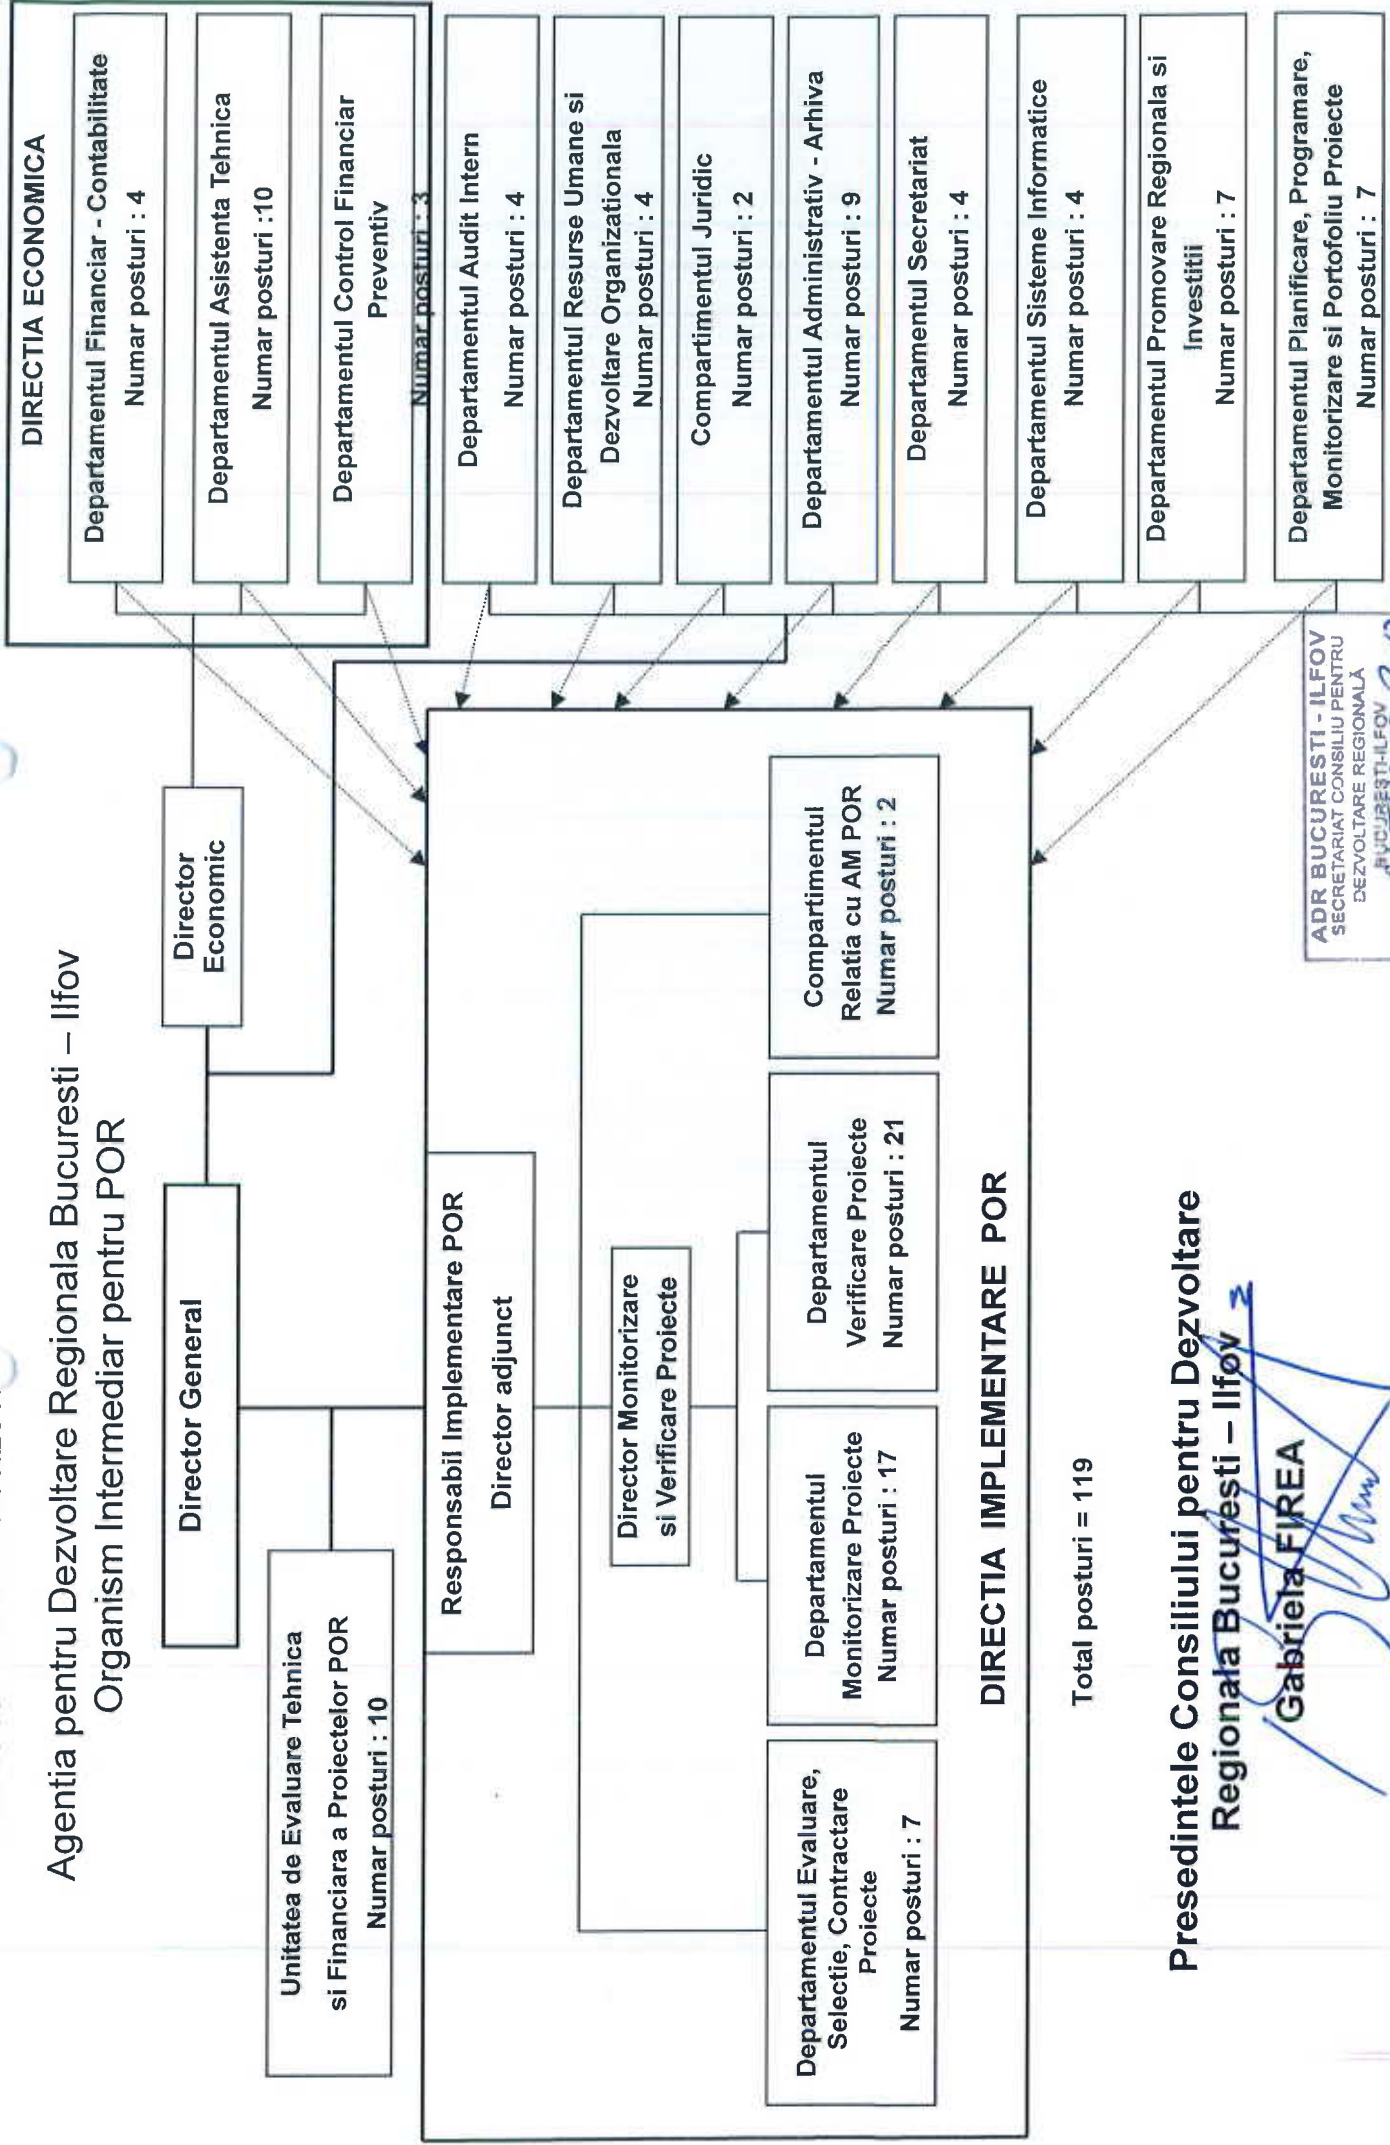 Agentia pentru Dezvoltare Regionala Bucuresti – Ilfov
Organism Intermediar pentru POR
Director General
Director
Economic
Unitatea de Evaluare Tehnica
si Financiara a Proiectelor POR
Numar posturi : 10
Responsabil Implementare POR
Director adjunct
Director Monitorizare
si Verificare Proiecte
Departamentul Evaluare,
Selectie, Contractare
Proiecte
Numar posturi : 7
Departamentul
Monitorizare Proiecte
Numar posturi : 17
Departamentul
Verificare Proiecte
Numar posturi : 21
Compartimentul
Relatia cu AM POR
Numar posturi : 2
DIRECTIA IMPLEMENTARE POR
Total posturi = 119
DIRECTIA ECONOMICA
Departamentul Financiar - Contabilitate
Numar posturi : 4
Departamentul Asistenta Tehnica
Numar posturi :10
Departamentul Control Financiar
Preventiv
Numar posturi : 3
Departamentul Audit Intern
Numar posturi : 4
Departamentul Resurse Umane si
Dezvoltare Organizationala
Numar posturi : 4
Compartimentul Juridic
Numar posturi : 2
Departamentul Administrativ - Arhiva
Numar posturi : 9
Departamentul Secretariat
Numar posturi : 4
Departamentul Sisteme Informatice
Numar posturi : 4
Departamentul Promovare Regionala si
Investitii
Numar posturi : 7
Departamentul Planificare, Programare,
Monitorizare si Portofoliu Proiecte
Numar posturi : 7
Presedintele Consiliului pentru Dezvoltare
Regionala Bucuresti – Ilfov
Gabriela FIREA
ADR BUCURESTI - ILFOV
SECRETARIAT CONSILIU PENTRU
DEZVOLTARE REGIONALĂ
BUCUREŞTI-ILFOV